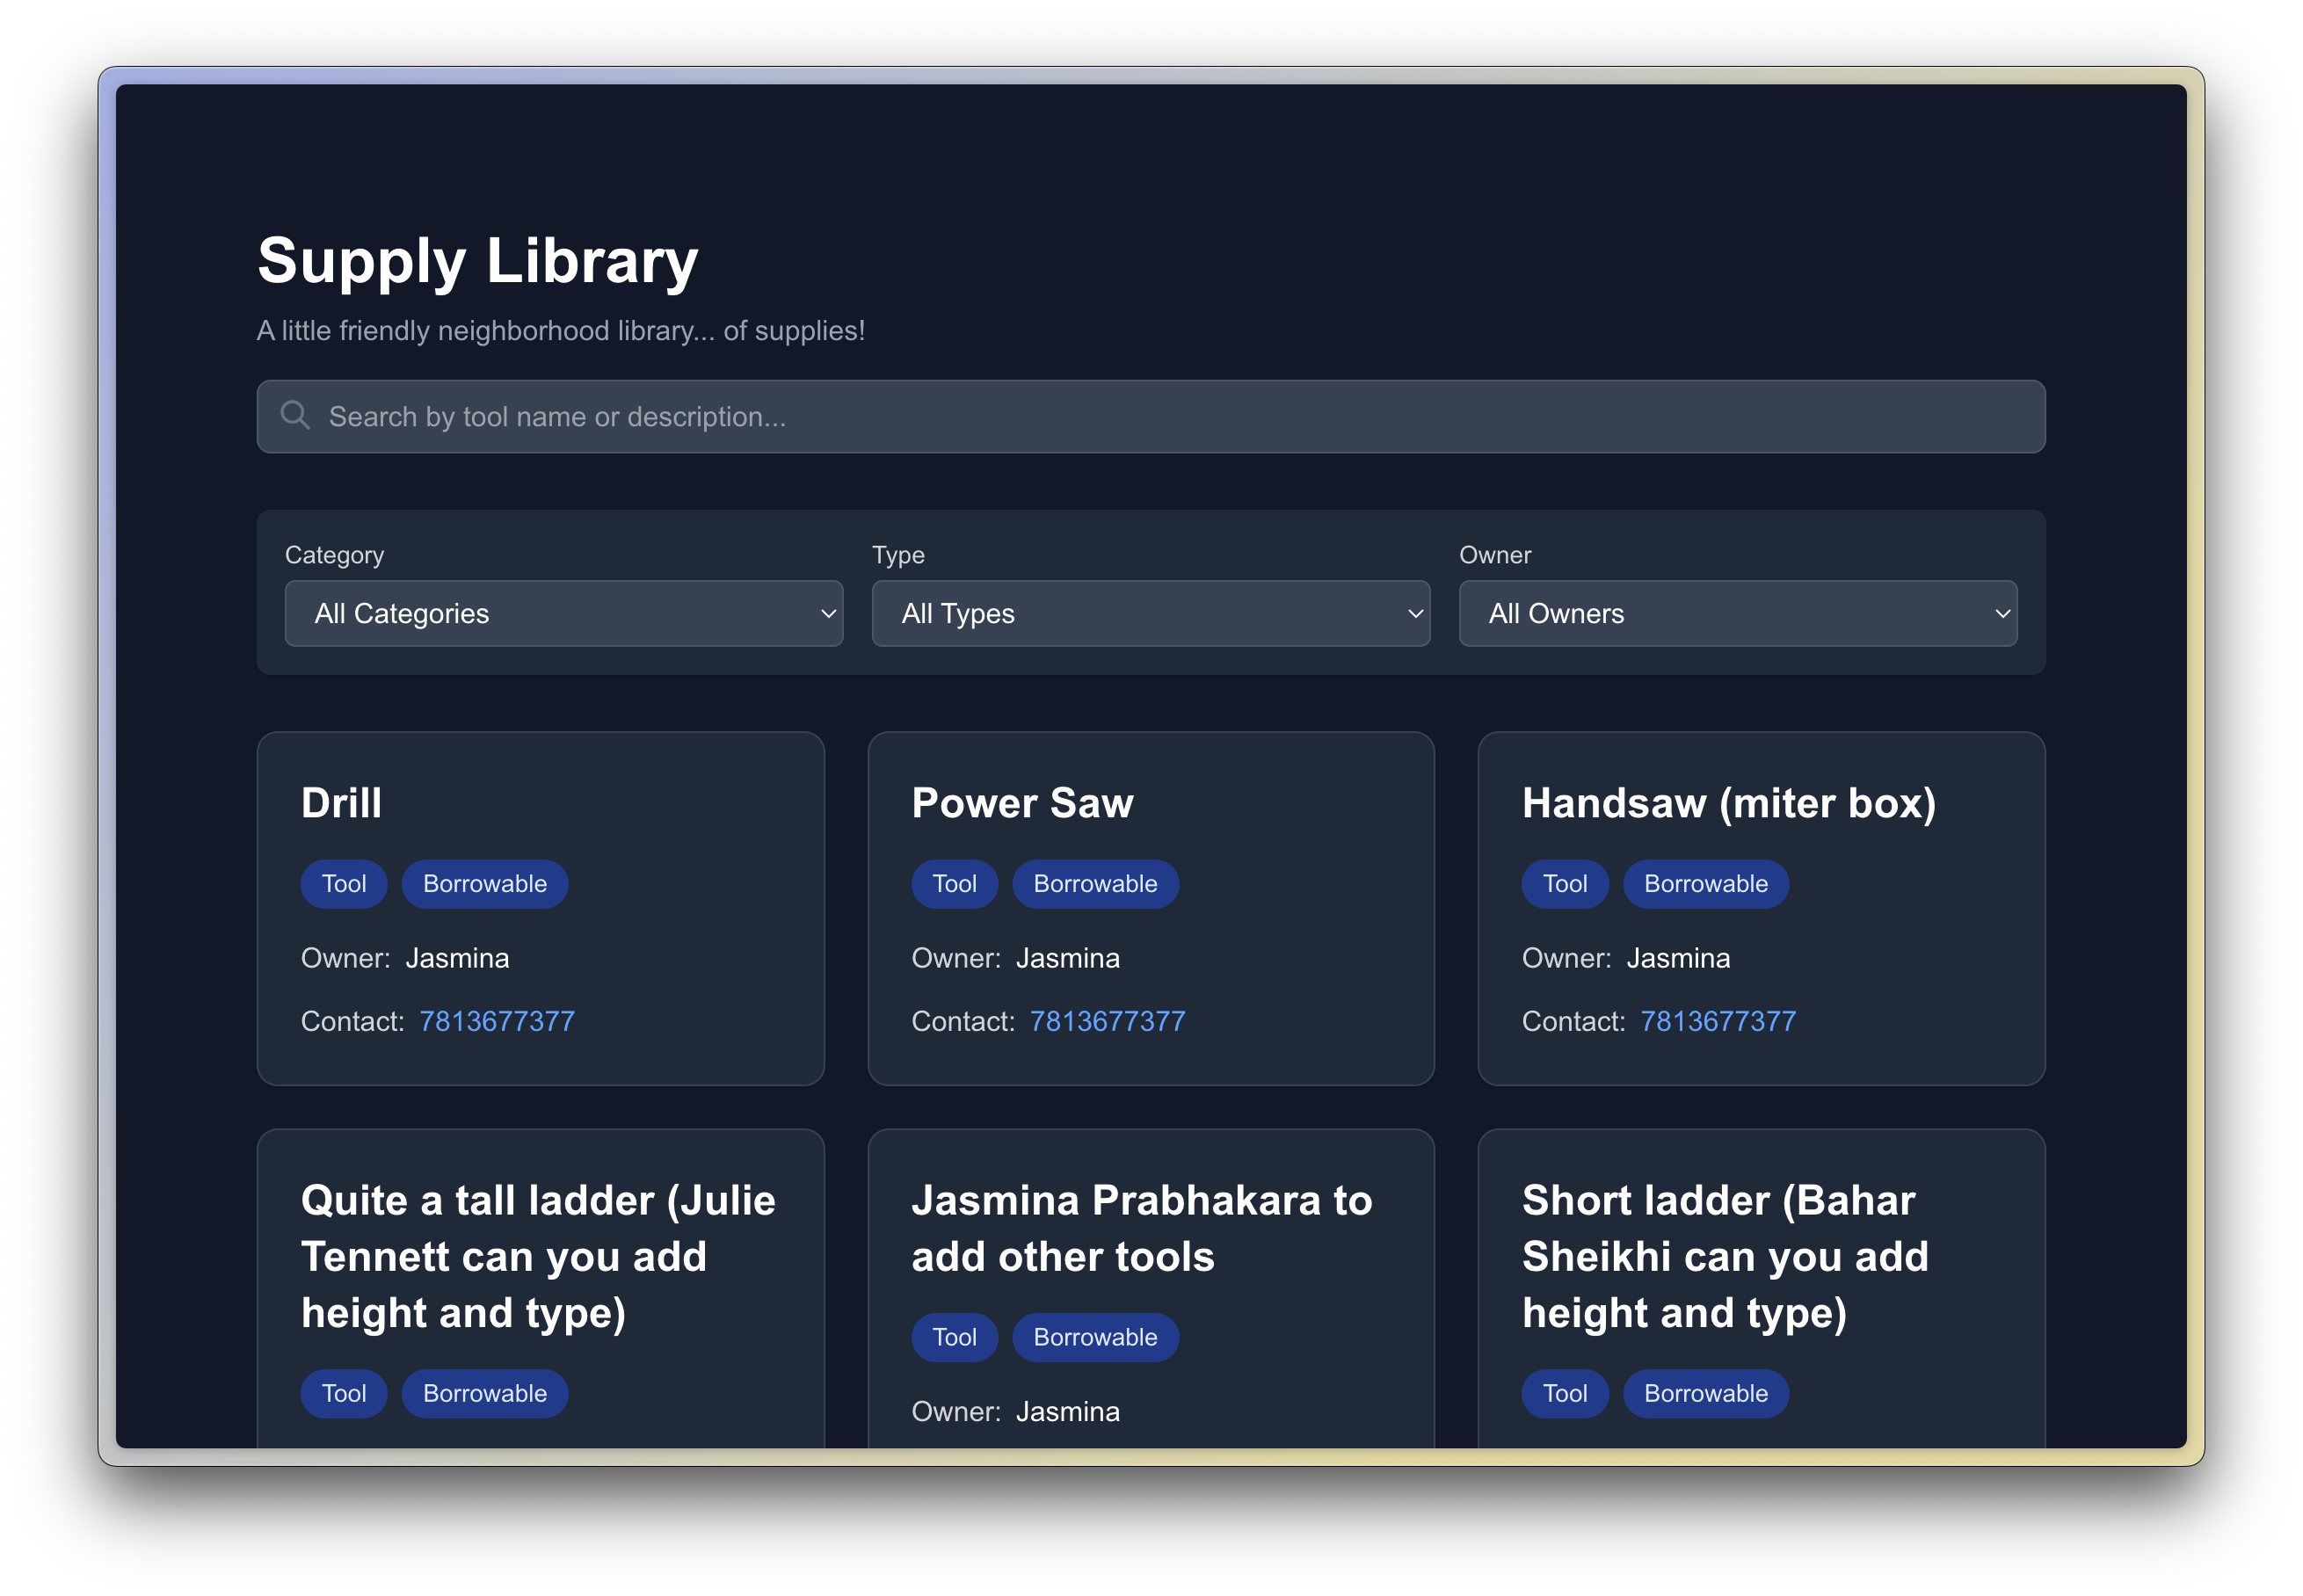 Supply Library
A little friendly neighborhood library... of supplies!
Search by tool name or description...
Category
Type
Owner
All Categories
All Types
All Owners
Drill
Tool
Borrowable
Owner: Jasmina
Contact: 7813677377
Power Saw
Tool
Borrowable
Owner: Jasmina
Contact: 7813677377
Handsaw (miter box)
Tool
Borrowable
Owner: Jasmina
Contact: 7813677377
Quite a tall ladder (Julie
Tennett can you add
height and type)
Tool
Borrowable
Jasmina Prabhakara to
add other tools
Tool
Borrowable
Owner: Jasmina
Short ladder (Bahar
Sheikhi can you add
height and type)
Tool
Borrowable